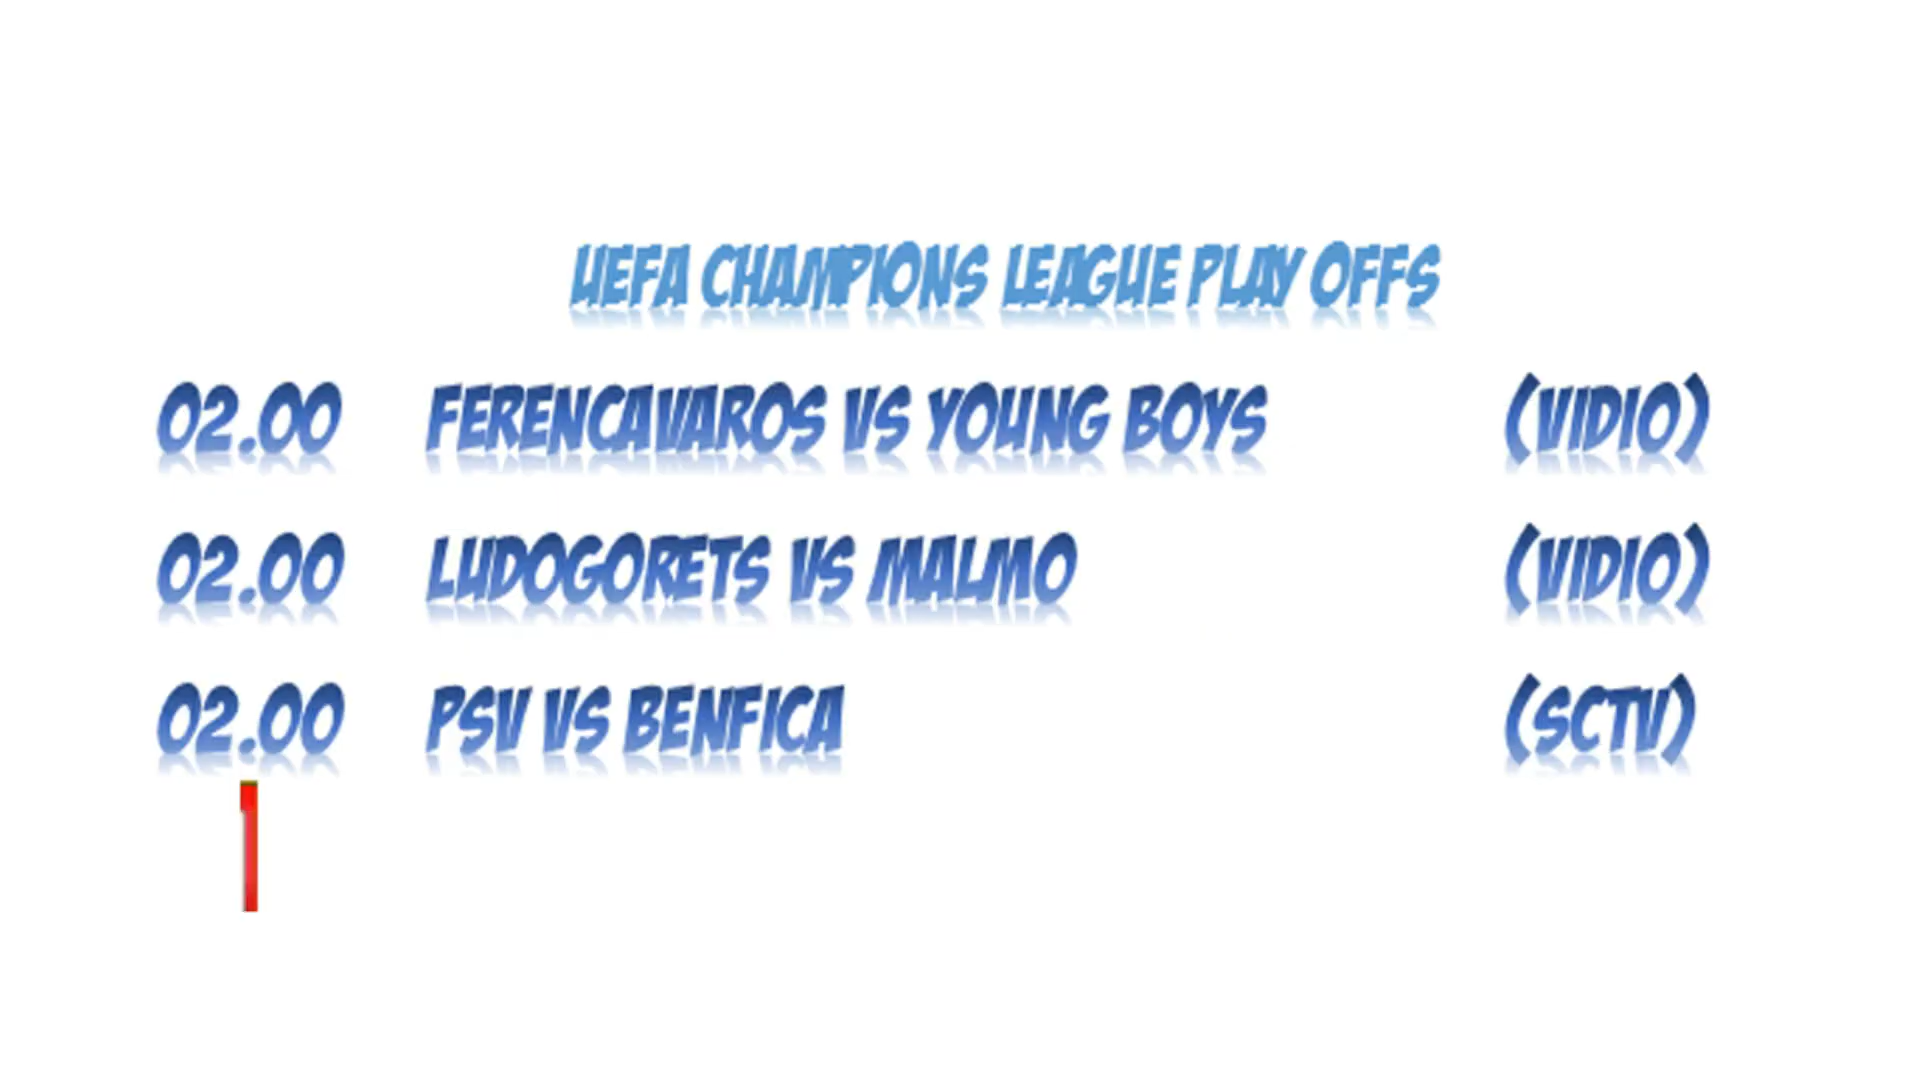 UEFA CHAMPIONS LEAGUE PLAY OFFS
02.00 FERENCAVAROS VS YOUNG BOYS (VIDIO)
02.00 LUDOGORETS VS MALMO (VIDIO)
02.00 PSV VS BENFICA (SCTV)